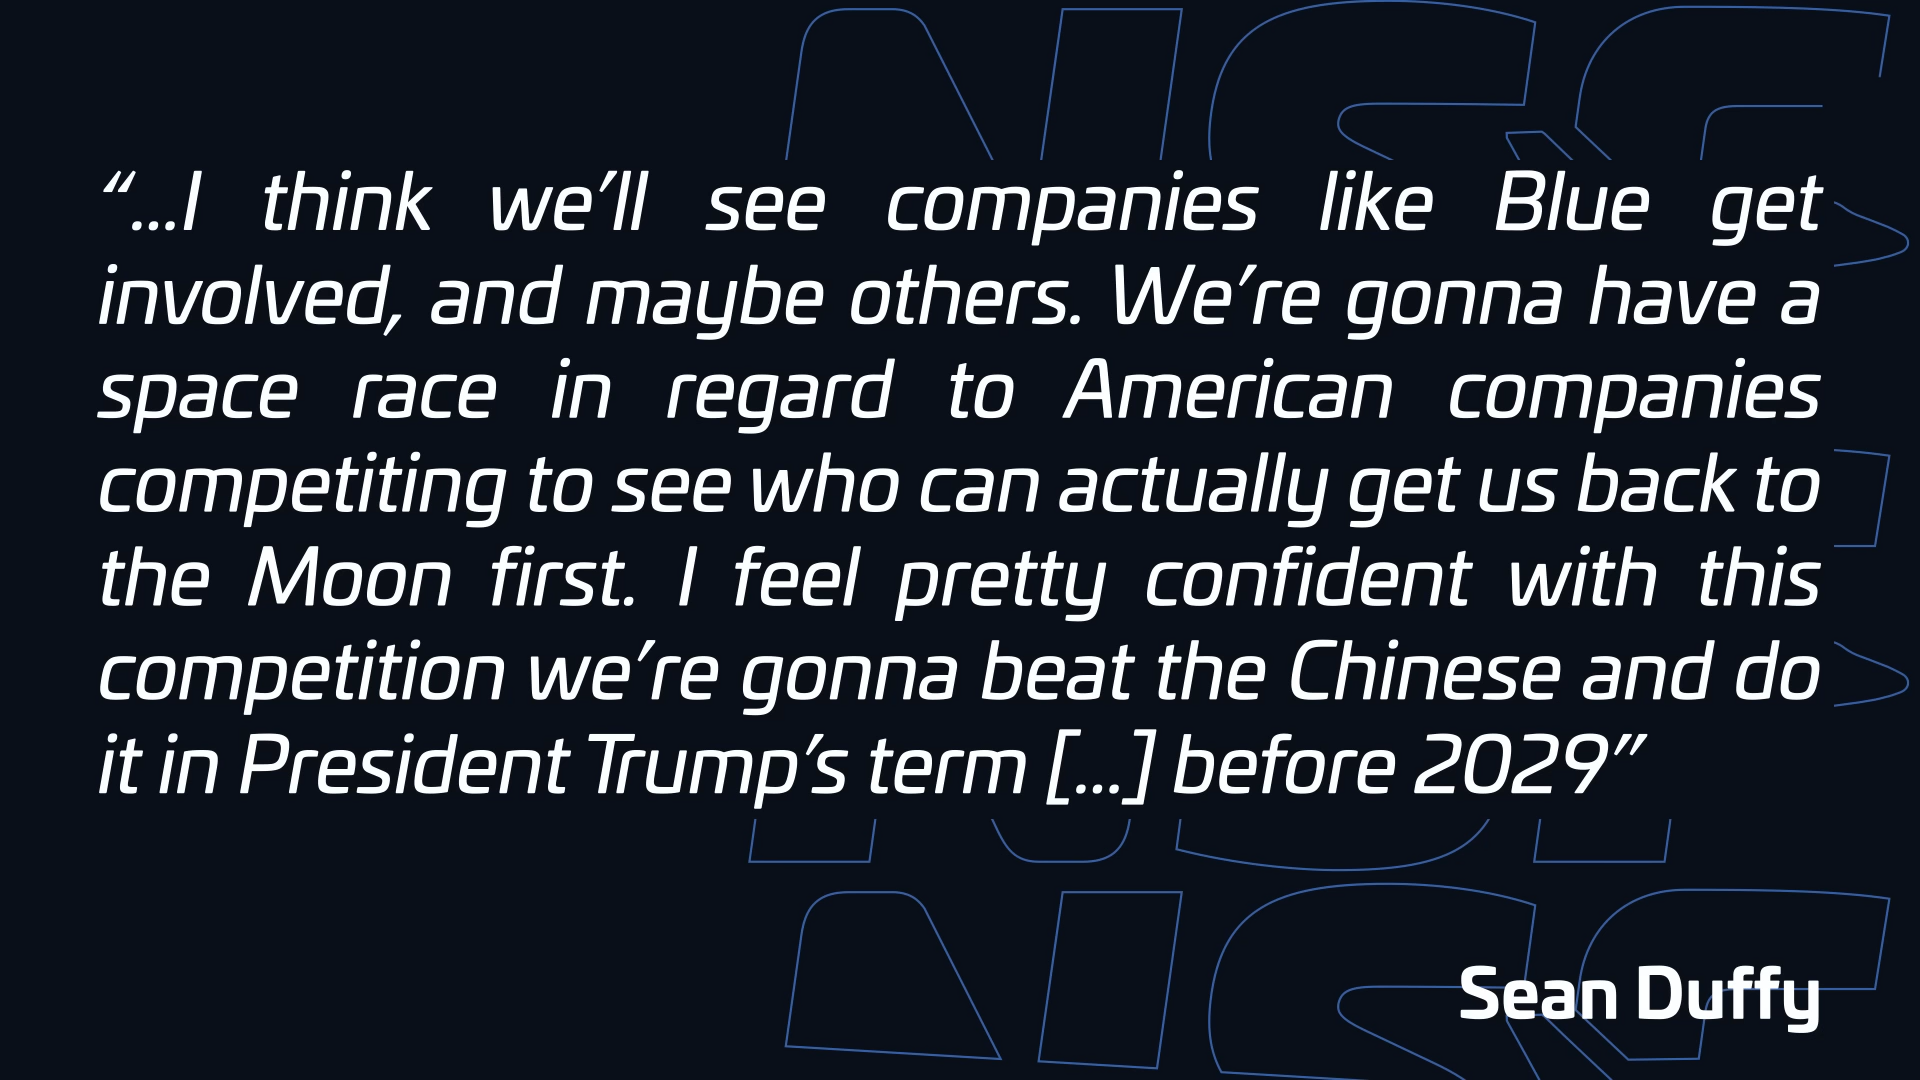 “...I think we’ll see companies like Blue get
involved, and maybe others. We’re gonna have a
space race in regard to American companies
competiting to see who can actually get us back to
the Moon first. I feel pretty confident with this
competition we’re gonna beat the Chinese and do
it in President Trump’s term [...] before 2029”
Sean Duffy